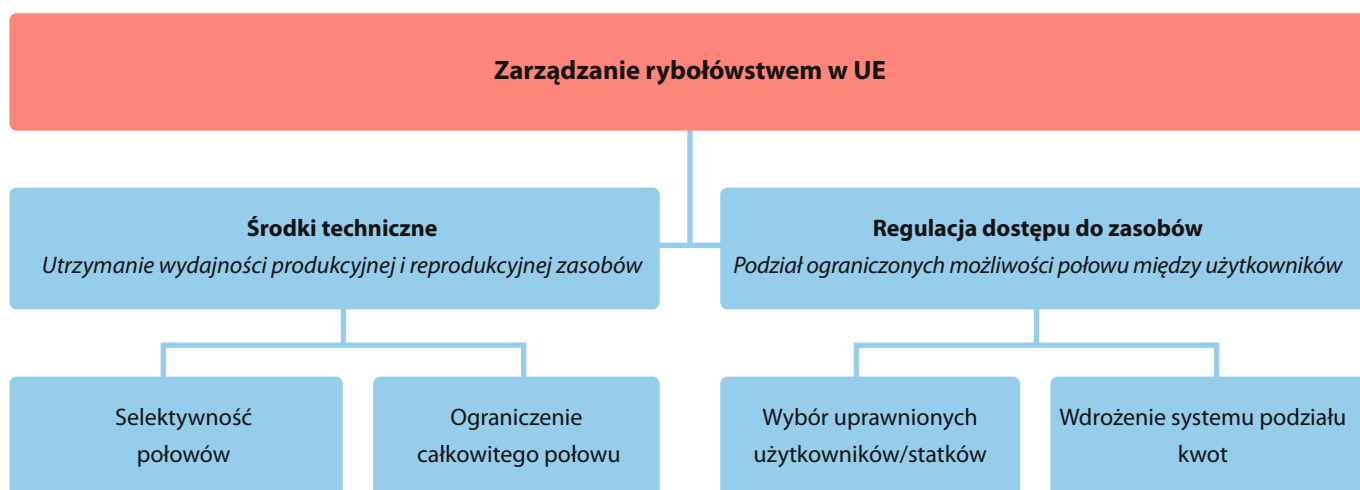 Zarządzanie rybołówstwem w UE
Środki techniczne
Utrzymanie wydajności produkcyjnej i reprodukcyjnej zasobów
Regulacja dostępu do zasobów
Podział ograniczonych możliwości połowu między użytkowników
Selektywność
połowów
Ograniczenie
całkowitego połowu
Wybór uprawnionych
użytkowników/statków
Wdrożenie systemu podziału
kwot